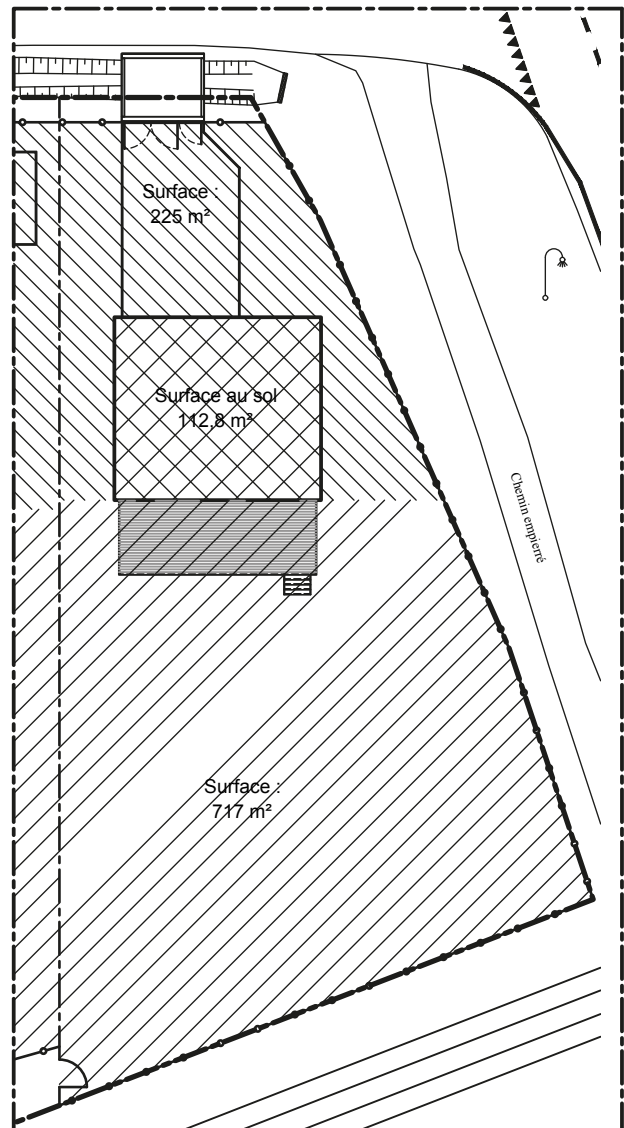 Surface :
225 m²
Surface au sol
112,8 m²
Chemin empierré
Surface :
717 m²